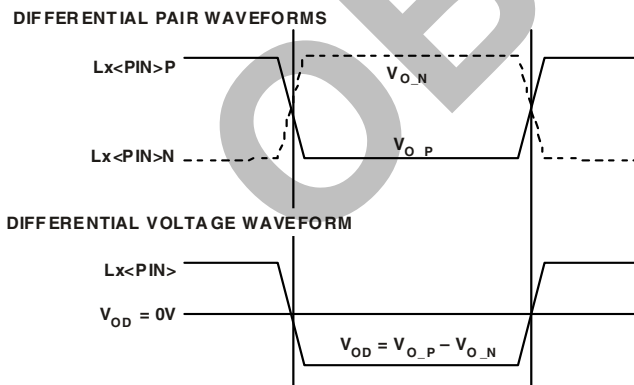 DIFFERENTIAL PAIR WAVEFORMS
Lx<PIN>P
V_O_N
V_O_P
Lx<PIN>N
DIFFERENTIAL VOLTAGE WAVEFORM
Lx<PIN>
V_OD = 0V
V_OD = V_O_P – V_O_N